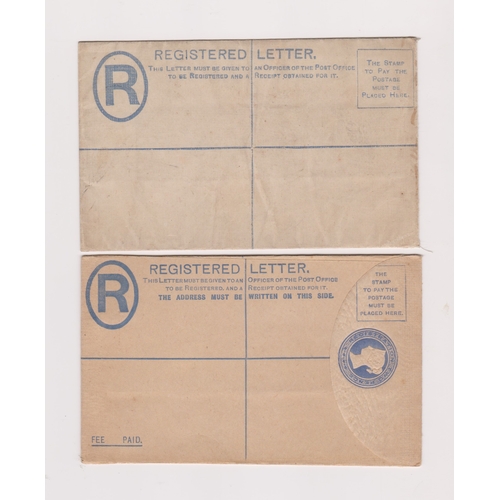 R
REGISTERED LETTER.
THIS LETTER MUST BE GIVEN TO AN OFFICER OF THE POST OFFICE
TO BE REGISTERED AND A RECEIPT OBTAINED FOR IT.
THE STAMP
TO PAY THE
POSTAGE
MUST BE
PLACED HERE.
R
REGISTERED LETTER.
THIS LETTER MUST BE GIVEN TO AN OFFICER OF THE POST OFFICE
TO BE REGISTERED, AND A RECEIPT OBTAINED FOR IT.
THE ADDRESS MUST BE WRITTEN ON THIS SIDE.
THE
STAMP
TO PAY THE
POSTAGE
MUST BE
PLACED HERE.
FEE PAID.